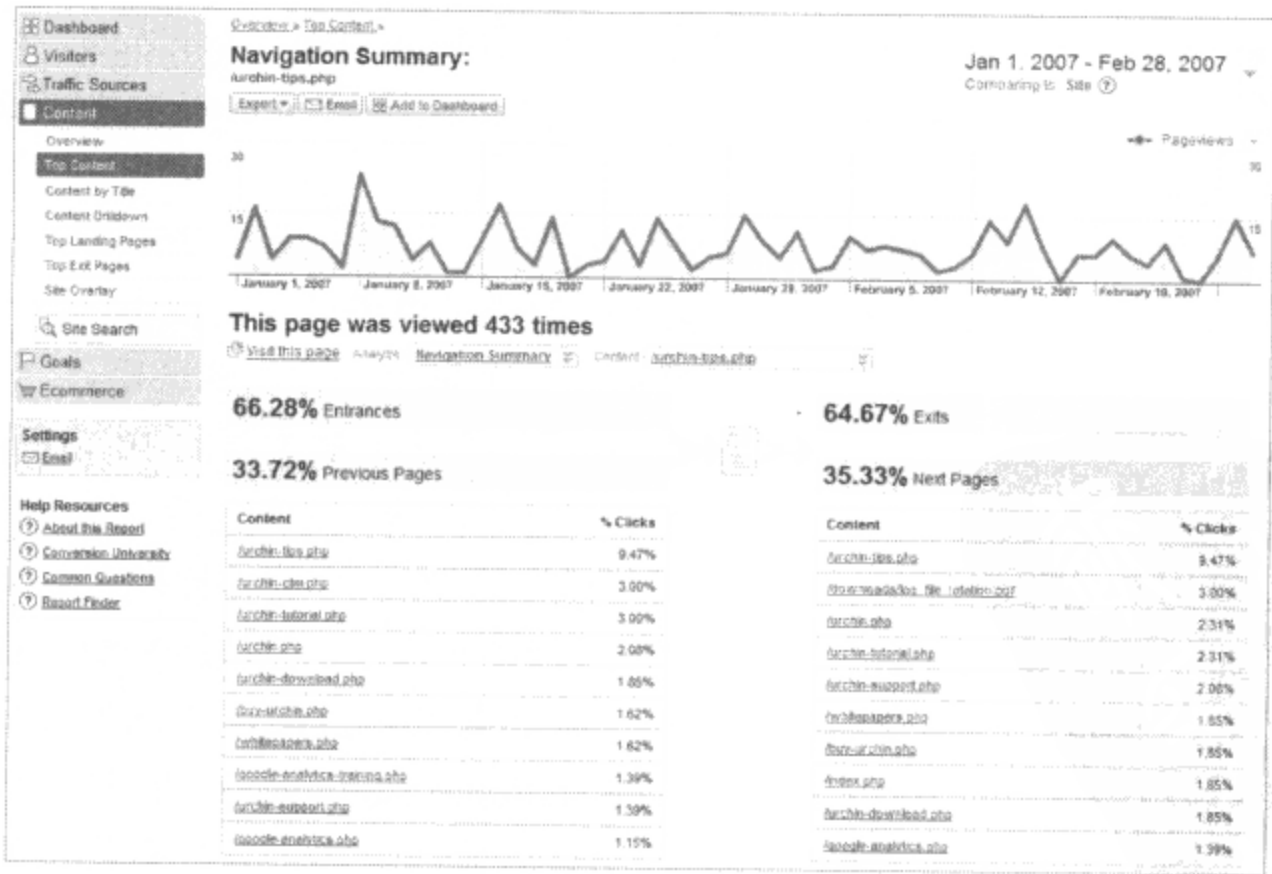 Dashboard
Visitors
Traffic Sources
Content
Overview
Top Content
Content by Title
Content Drilldown
Top Landing Pages
Top Exit Pages
Site Overlay
Site Search
Goals
Ecommerce
Settings
Email
Help Resources
About this Report
Conversion University
Common Questions
Report Finder
Overview » Top Content »
Navigation Summary:
/urchin-tips.php
Export Email Add to Dashboard
Jan 1, 2007 - Feb 28, 2007
Comparing to: Site
Pageviews
30 30
15 15
January 1, 2007 January 8, 2007 January 15, 2007 January 22, 2007 January 29, 2007 February 5, 2007 February 12, 2007 February 19, 2007
This page was viewed 433 times
Visit this page Analyze: Navigation Summary Content: /urchin-tips.php
66.28% Entrances
33.72% Previous Pages
Content % Clicks
/urchin-tips.php 9.47%
/urchin-cbn.php 3.00%
/urchin-tutorial.php 3.00%
/urchin.php 2.08%
/urchin-download.php 1.85%
/buy-urchin.php 1.62%
/whitepapers.php 1.62%
/google-analytics-training.php 1.39%
/urchin-support.php 1.39%
/google-analytics.php 1.15%
64.67% Exits
35.33% Next Pages
Content % Clicks
/urchin-tips.php 9.47%
3.00%
/urchin.php 2.31%
/urchin-tutorial.php 2.31%
/urchin-support.php 2.08%
/whitepapers.php 1.85%
/buy-urchin.php 1.85%
/index.php 1.85%
/urchin-download.php 1.85%
/google-analytics.php 1.39%